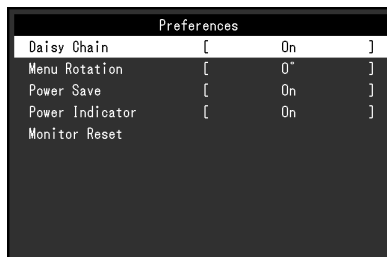 Preferences
Daisy Chain [ On ]
Menu Rotation [ 0° ]
Power Save [ On ]
Power Indicator [ On ]
Monitor Reset